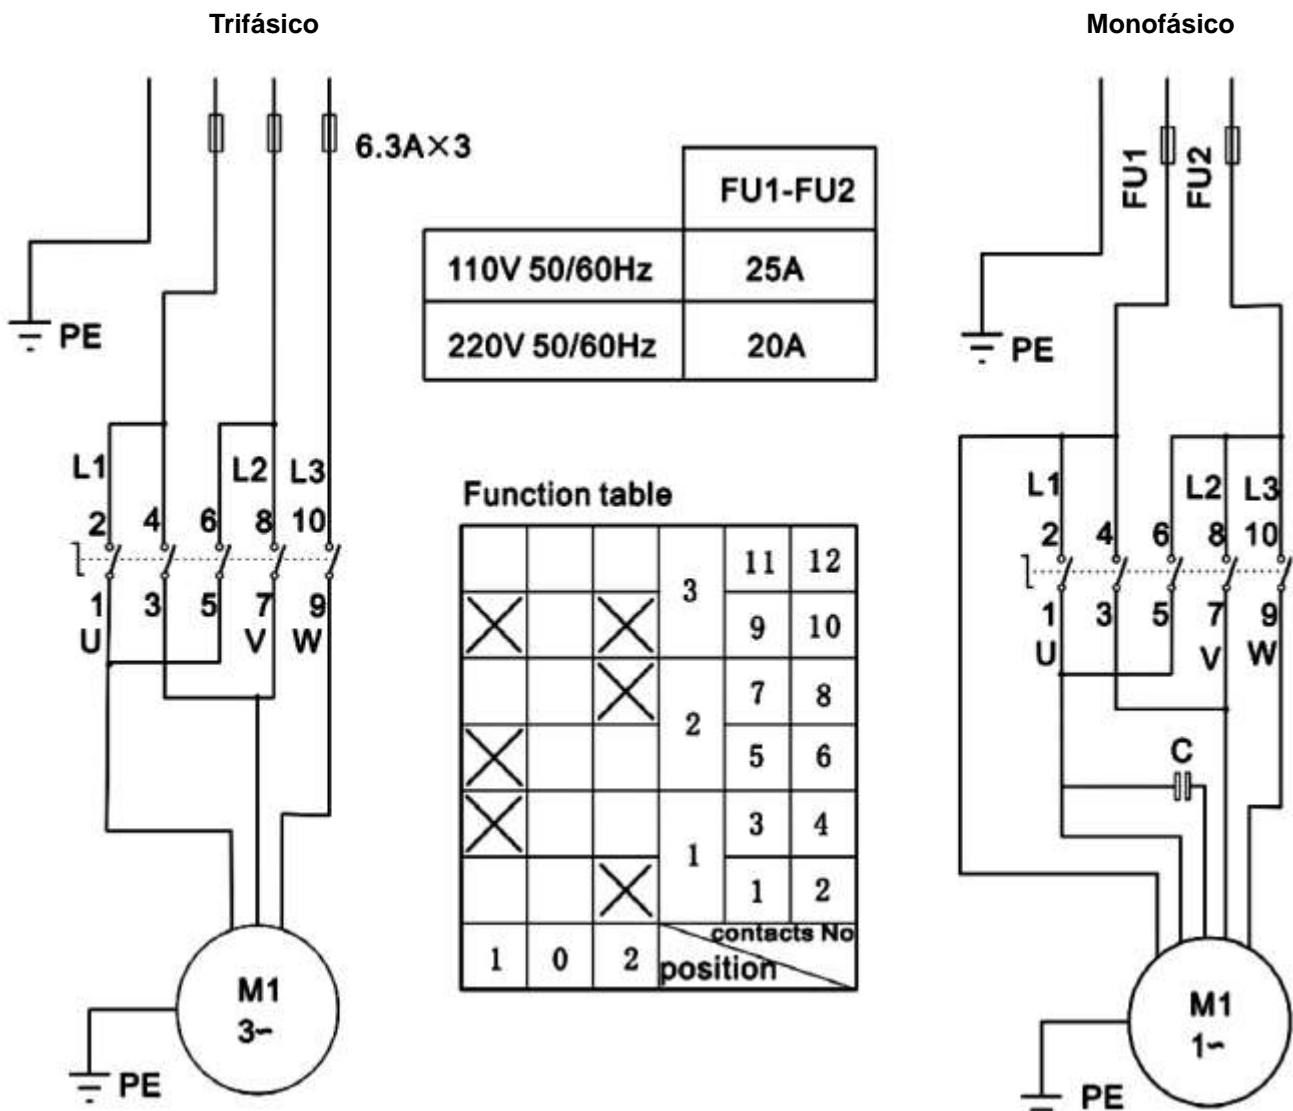 Trifásico
Monofásico
6.3A×3
PE
L1
L2
L3
2
4
6
8
10
1
3
5
7
9
U
V
W
M1
3~
PE
FU1-FU2
110V 50/60Hz
25A
220V 50/60Hz
20A
Function table
3
11
12
9
10
2
7
8
5
6
1
3
4
1
2
contacts No
1
0
2
position
FU1
FU2
PE
L1
L2
L3
2
4
6
8
10
1
3
5
7
9
U
V
W
C
M1
1~
PE